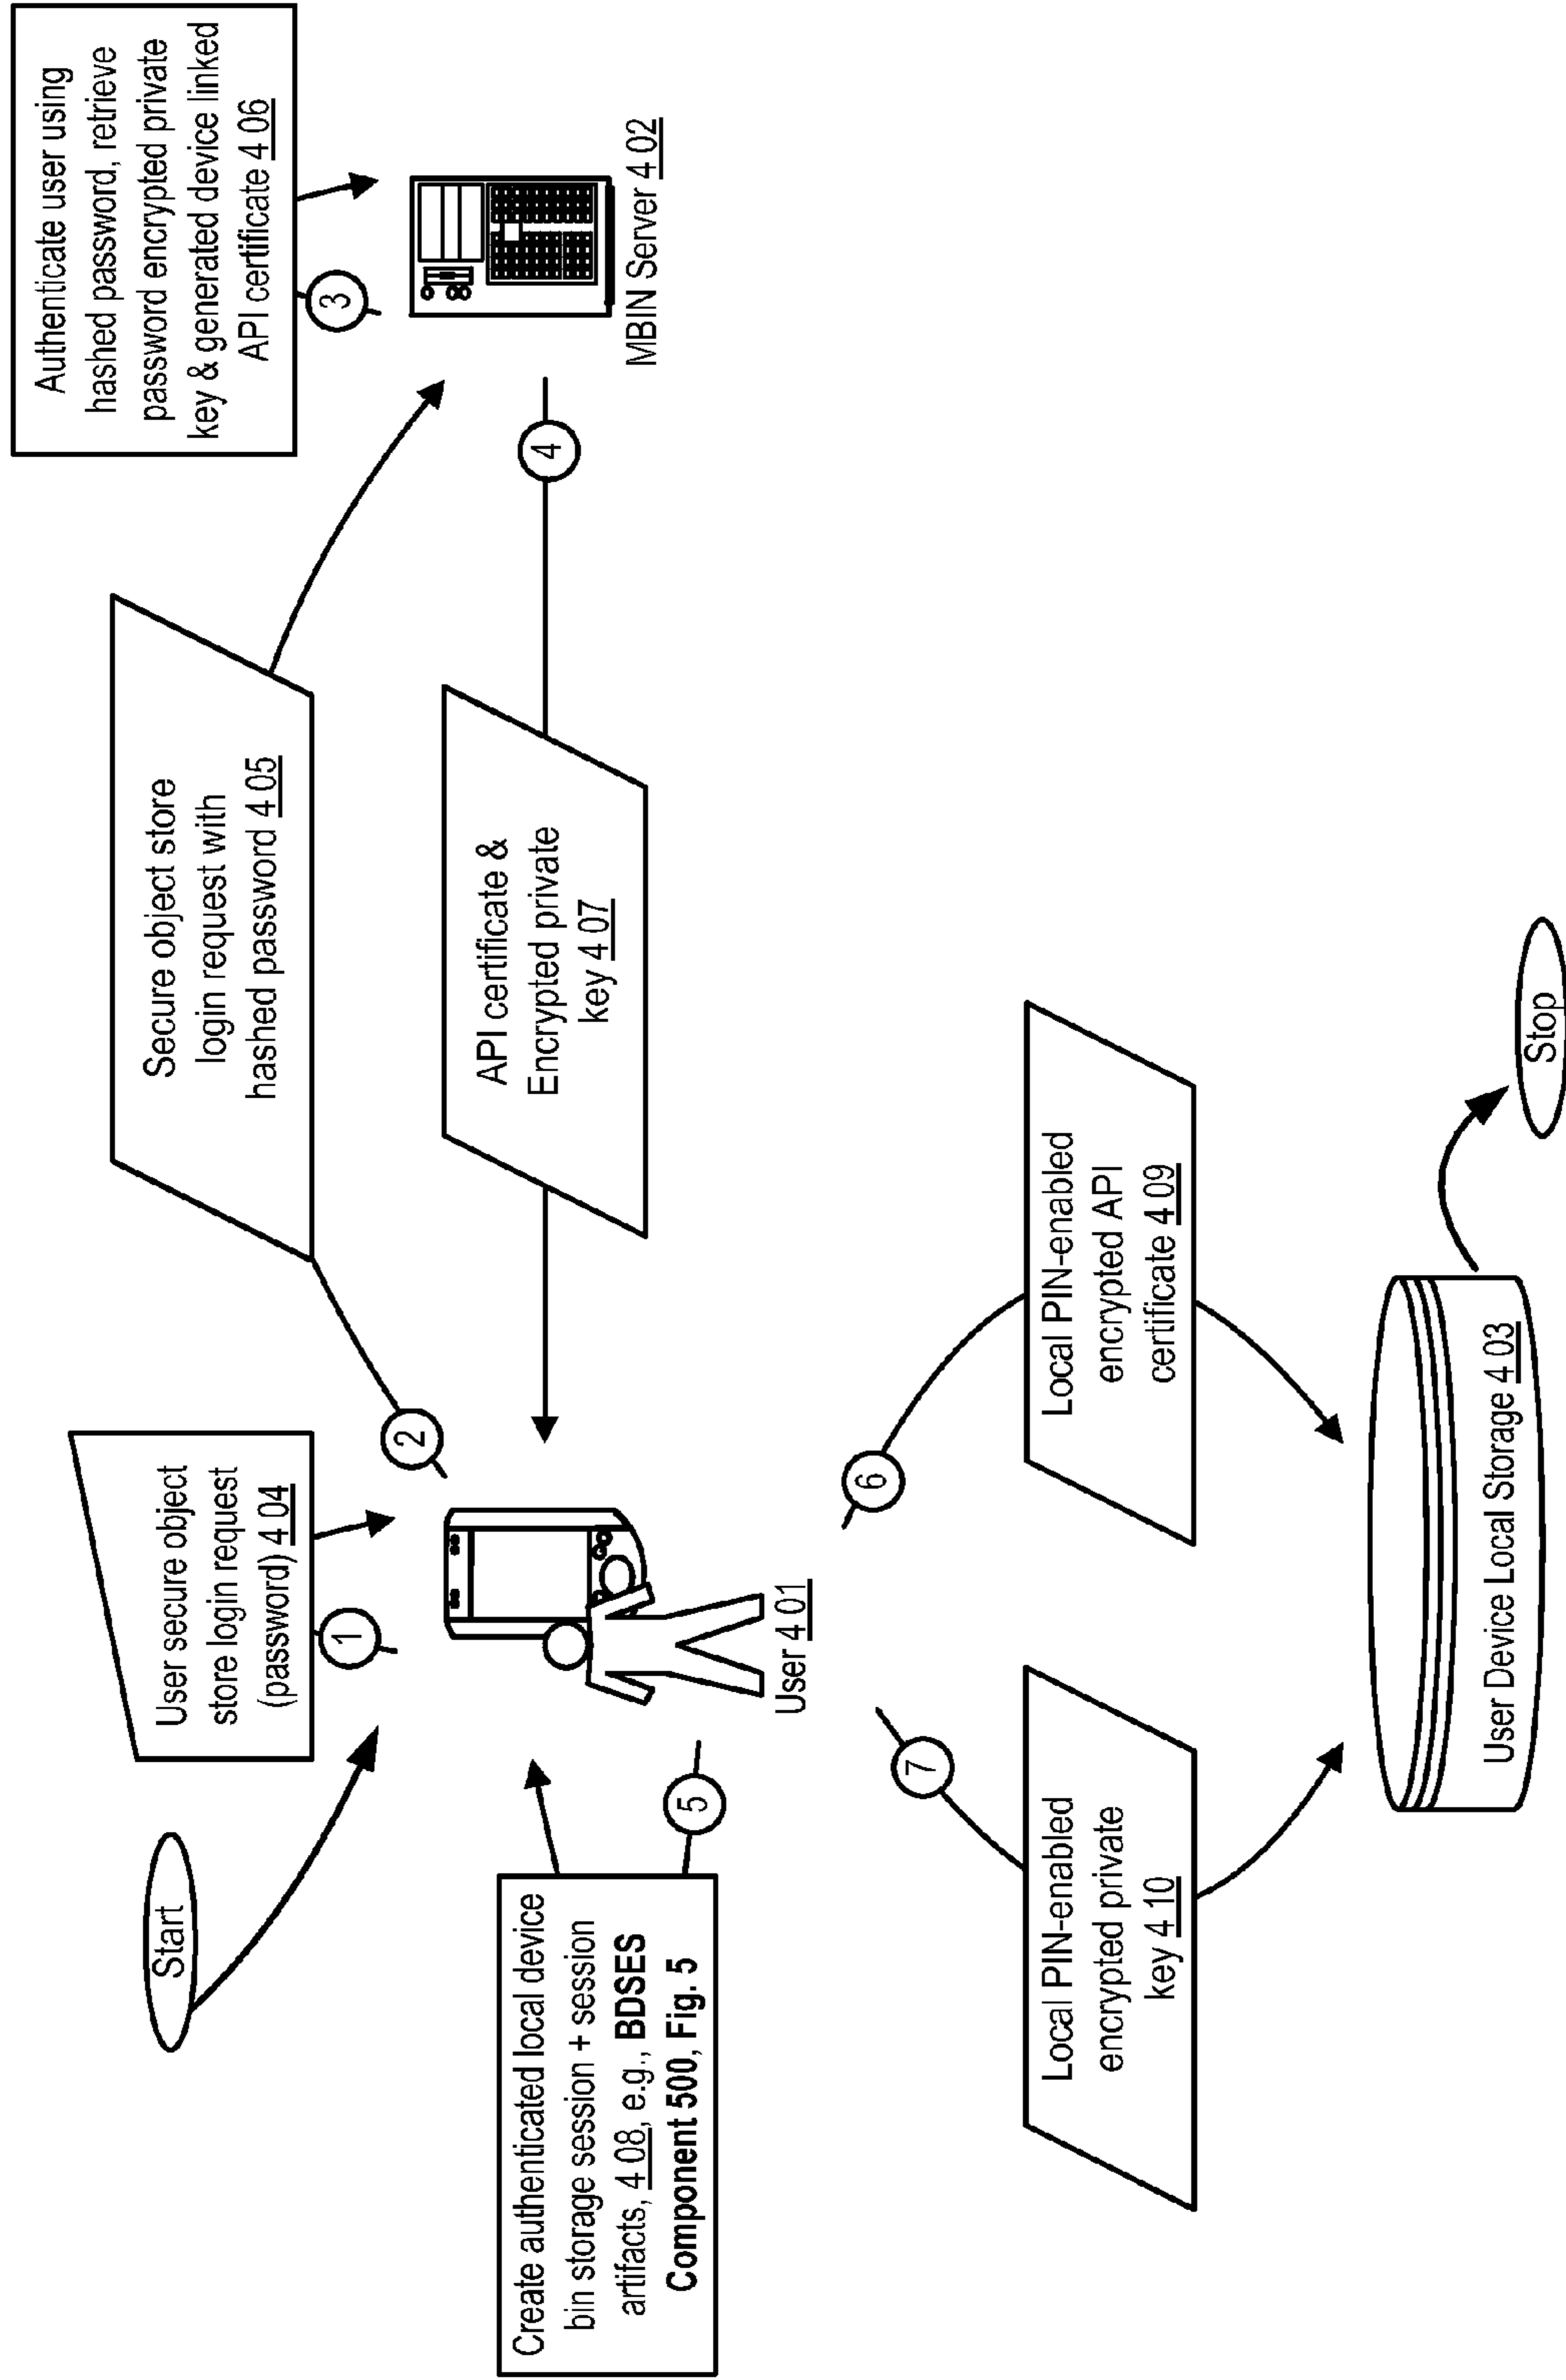 Start
1
User secure object
store login request
(password) 4 04
2
Secure object store
login request with
hashed password 4 05
3
Authenticate user using
hashed password, retrieve
password encrypted private
key & generated device linked
API certificate 4 06
MBIN Server 4 02
4
API certificate &
Encrypted private
key 4 07
User 4 01
5
Create authenticated local device
bin storage session + session
artifacts, 4 08, e.g., BDSES
Component 500, Fig. 5
6
Local PIN-enabled
encrypted API
certificate 4 09
7
Local PIN-enabled
encrypted private
key 4 10
User Device Local Storage 4 03
Stop